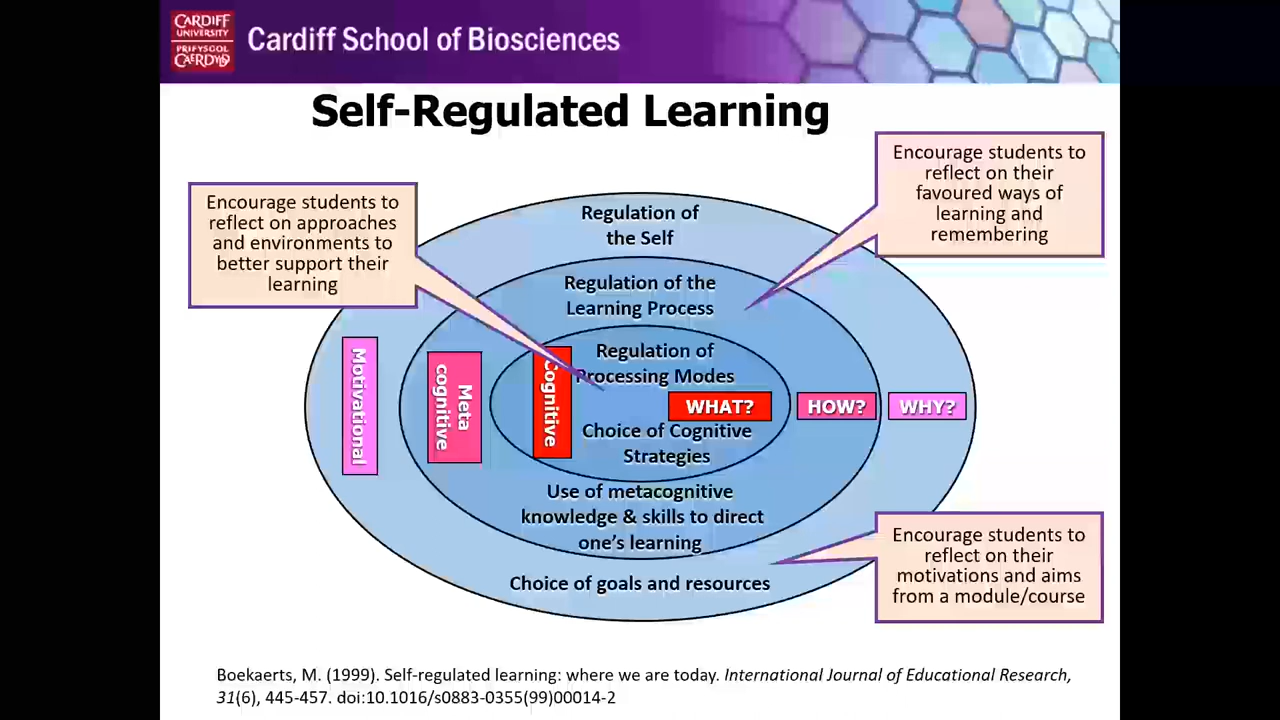 CARDIFF
UNIVERSITY
PRIFYSGOL
CAERDYDD
Cardiff School of Biosciences
Self-Regulated Learning
Encourage students to
reflect on their
favoured ways of
learning and
remembering
Encourage students to
reflect on approaches
and environments to
better support their
learning
Regulation of
the Self
Regulation of the
Learning Process
Regulation of
Processing Modes
Motivational
Meta
cognitive
Cognitive
WHAT?
HOW?
WHY?
Choice of Cognitive
Strategies
Use of metacognitive
knowledge & skills to direct
one's learning
Choice of goals and resources
Encourage students to
reflect on their
motivations and aims
from a module/course
Boekaerts, M. (1999). Self-regulated learning: where we are today. International Journal of Educational Research,
31(6), 445-457. doi:10.1016/s0883-0355(99)00014-2